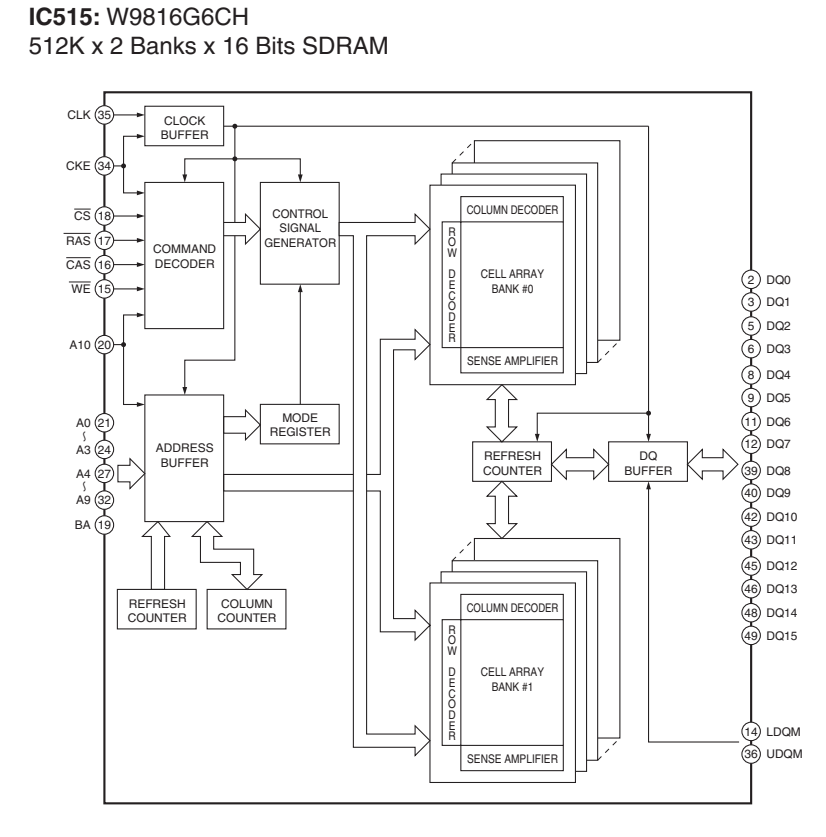 IC515: W9816G6CH
512K x 2 Banks x 16 Bits SDRAM
CLK 35
CLOCK
BUFFER
CKE 34
CS 18
RAS 17
CAS 16
WE 15
COMMAND
DECODER
CONTROL
SIGNAL
GENERATOR
A10 20
A0 21
A3 24
A4 27
A9 32
BA 19
ADDRESS
BUFFER
MODE
REGISTER
REFRESH
COUNTER
COLUMN
COUNTER
COLUMN DECODER
ROW DECODER
CELL ARRAY
BANK #0
SENSE AMPLIFIER
REFRESH
COUNTER
DQ
BUFFER
COLUMN DECODER
ROW DECODER
CELL ARRAY
BANK #1
SENSE AMPLIFIER
2 DQ0
3 DQ1
5 DQ2
6 DQ3
8 DQ4
9 DQ5
11 DQ6
12 DQ7
39 DQ8
40 DQ9
42 DQ10
43 DQ11
45 DQ12
46 DQ13
48 DQ14
49 DQ15
14 LDQM
36 UDQM